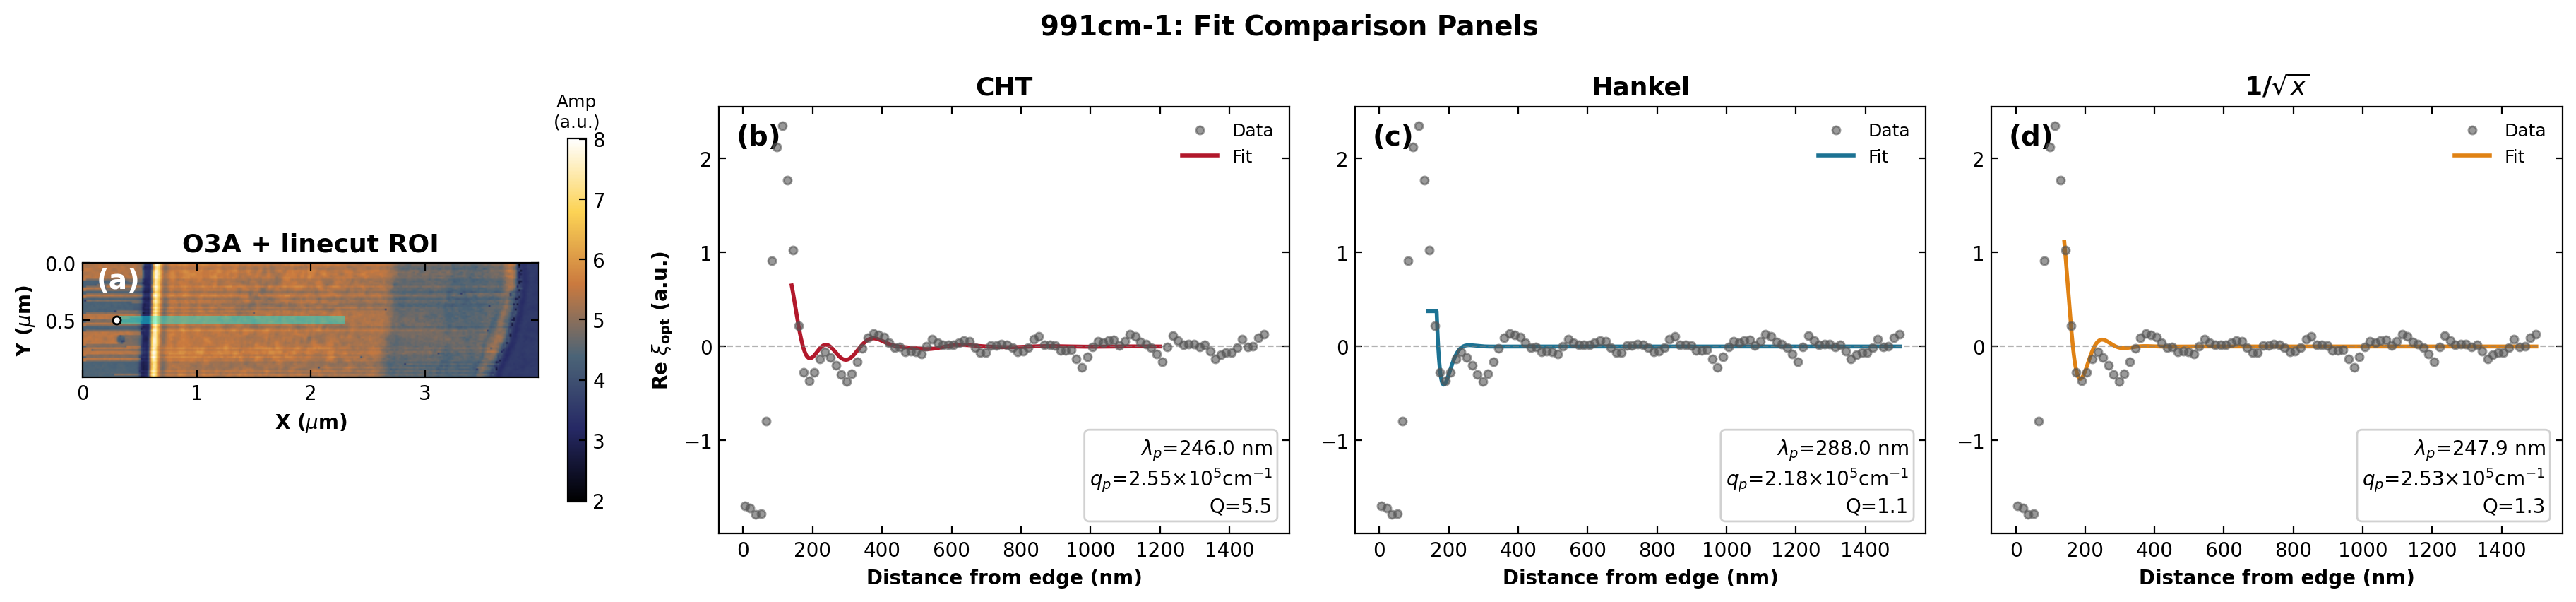 991cm-1: Fit Comparison Panels
O3A + linecut ROI
(a)
Amp
(a.u.)
8
7
6
5
4
3
2
0.0
0.5
Y (μm)
0
1
2
3
X (μm)
CHT
(b)
Data
Fit
2
1
0
−1
Re ξopt (a.u.)
λp=246.0 nm
qp=2.55×10⁵cm⁻¹
Q=5.5
0
200
400
600
800
1000
1200
1400
Distance from edge (nm)
Hankel
(c)
Data
Fit
2
1
0
−1
λp=288.0 nm
qp=2.18×10⁵cm⁻¹
Q=1.1
0
200
400
600
800
1000
1200
1400
Distance from edge (nm)
1/√x
(d)
Data
Fit
2
1
0
−1
λp=247.9 nm
qp=2.53×10⁵cm⁻¹
Q=1.3
0
200
400
600
800
1000
1200
1400
Distance from edge (nm)